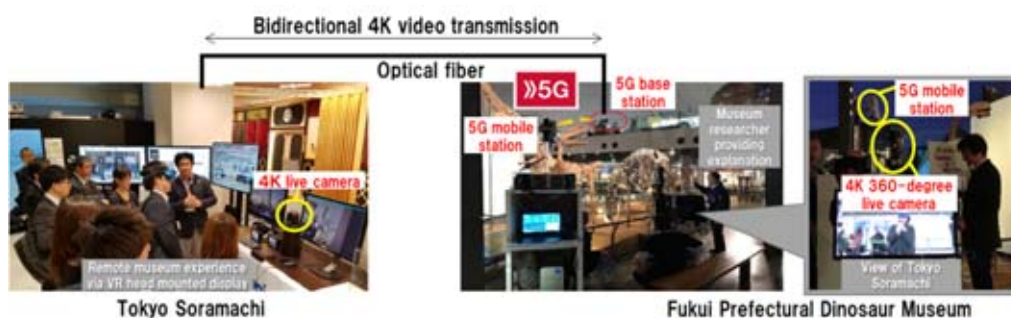 Bidirectional 4K video transmission
Optical fiber
»5G
5G base
station
5G mobile
station
Museum
researcher
providing
explanation
5G mobile
station
4K live camera
4K 360-degree
live camera
Remote museum experience
via VR head mounted display
View of Tokyo
Soramachi
Tokyo Soramachi
Fukui Prefectural Dinosaur Museum